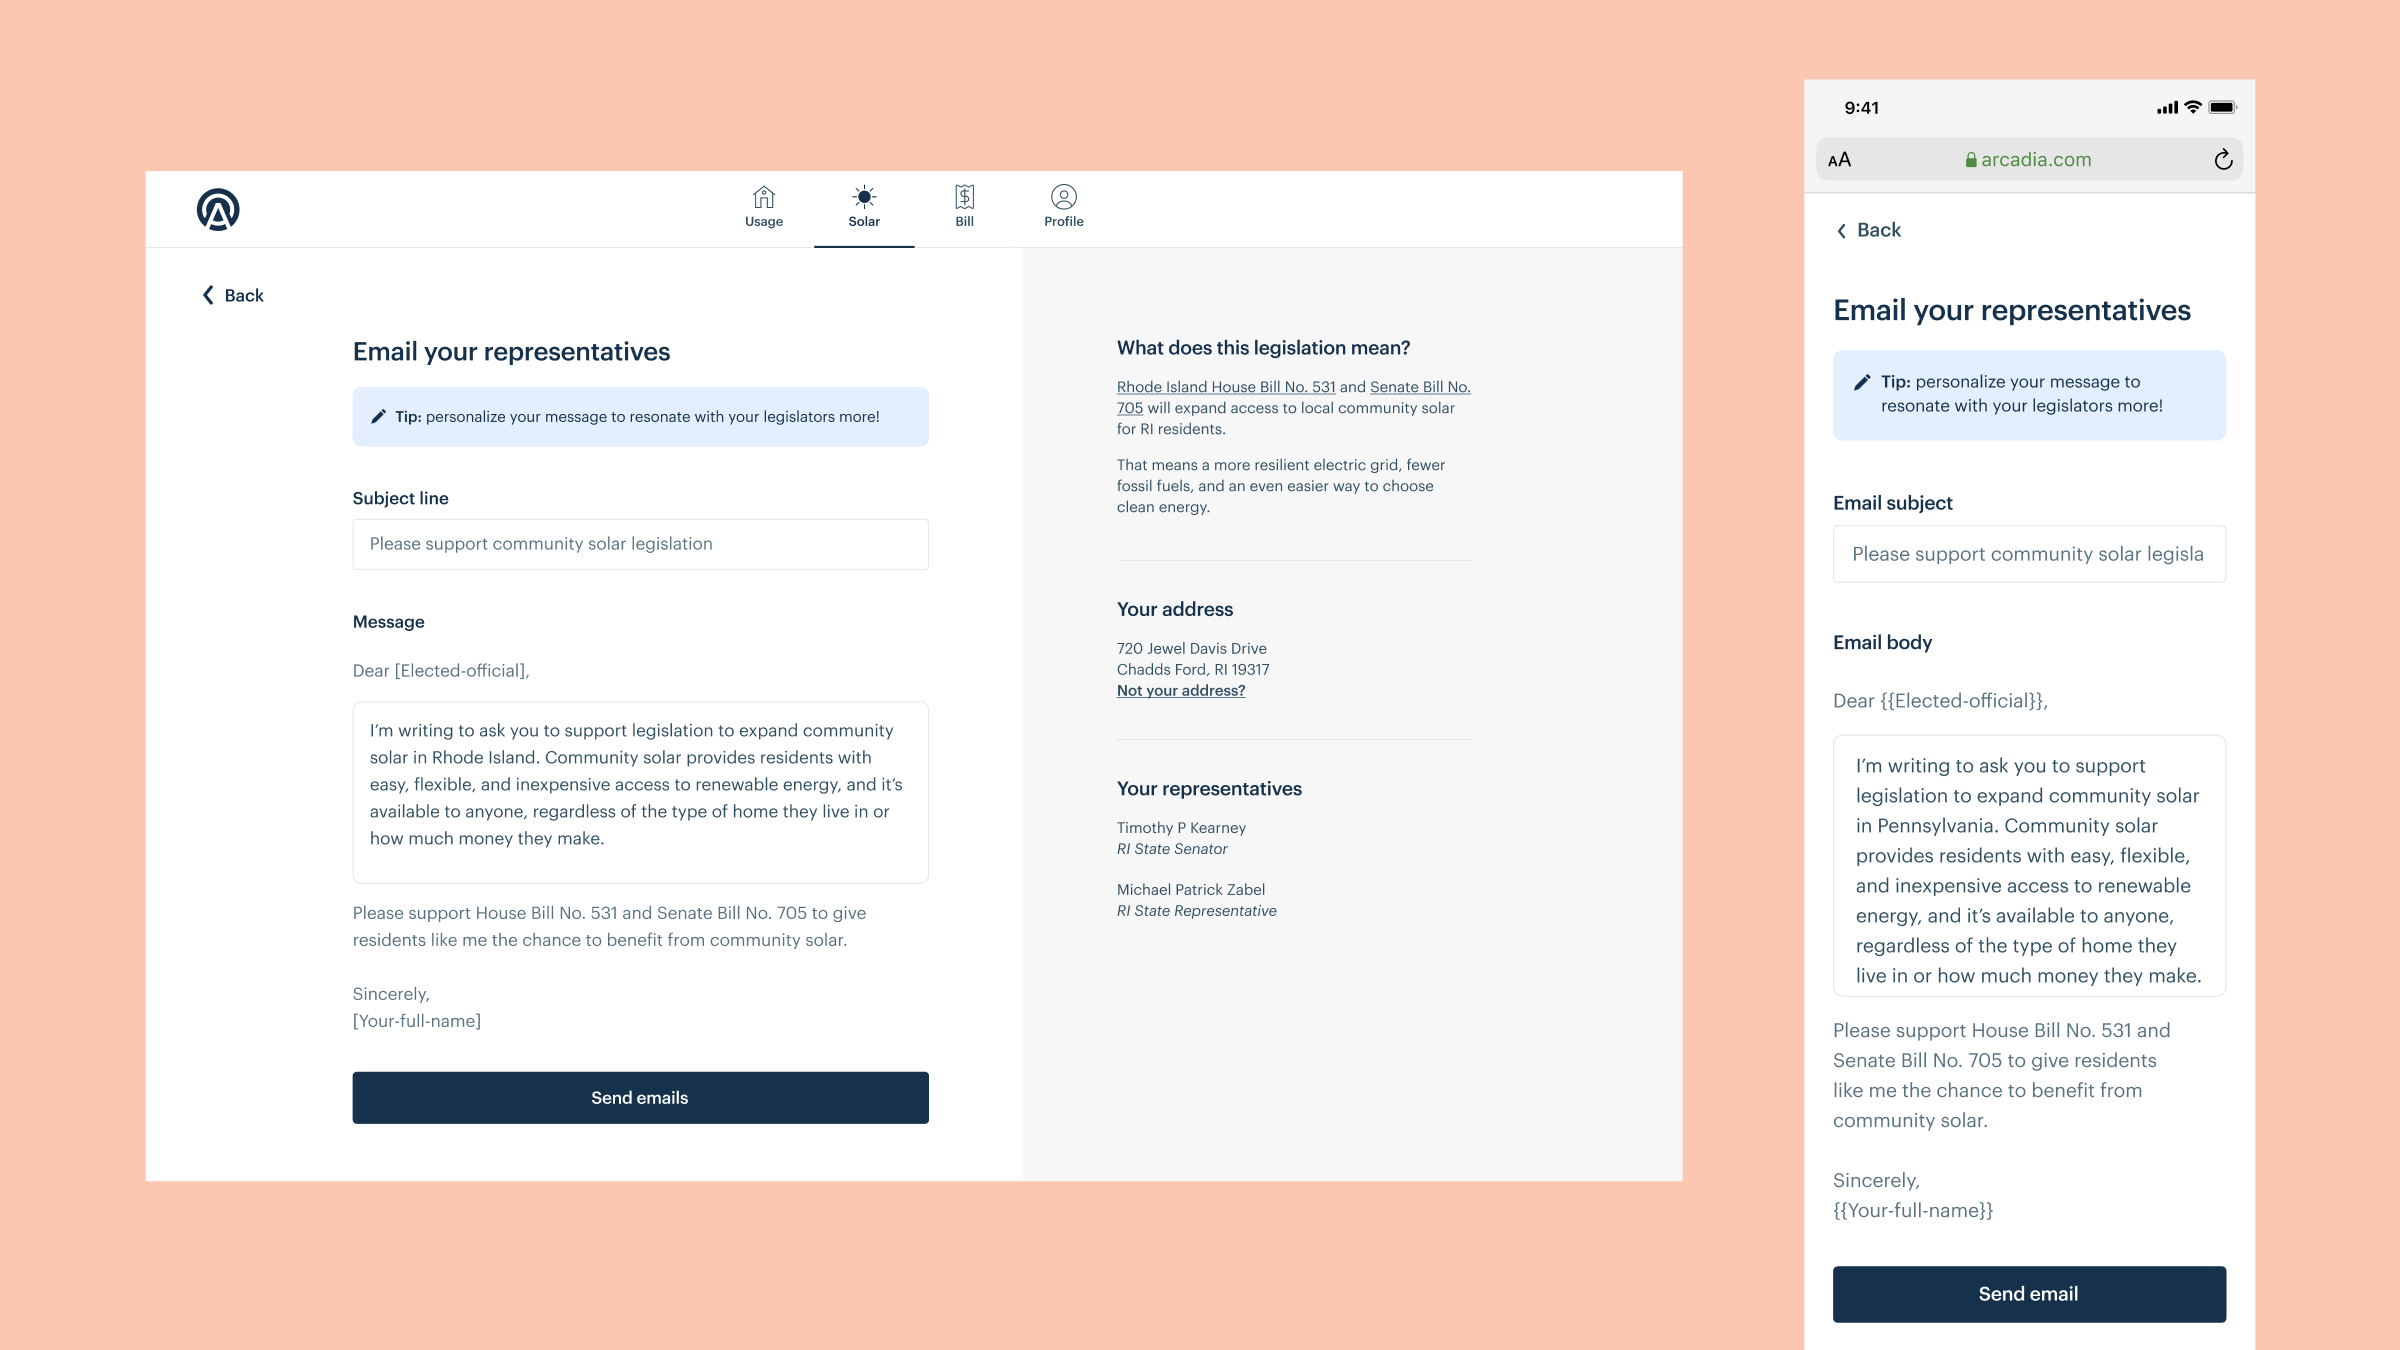 Usage
Solar
Bill
Profile
Back
Email your representatives
Tip: personalize your message to resonate with your legislators more!
Subject line
Please support community solar legislation
Message
Dear [Elected-official],
I'm writing to ask you to support legislation to expand community
solar in Rhode Island. Community solar provides residents with
easy, flexible, and inexpensive access to renewable energy, and it's
available to anyone, regardless of the type of home they live in or
how much money they make.
Please support House Bill No. 531 and Senate Bill No. 705 to give
residents like me the chance to benefit from community solar.
Sincerely,
[Your-full-name]
Send emails
What does this legislation mean?
Rhode Island House Bill No. 531 and Senate Bill No.
705 will expand access to local community solar
for RI residents.
That means a more resilient electric grid, fewer
fossil fuels, and an even easier way to choose
clean energy.
Your address
720 Jewel Davis Drive
Chadds Ford, RI 19317
Not your address?
Your representatives
Timothy P Kearney
RI State Senator
Michael Patrick Zabel
RI State Representative
9:41
AA
arcadia.com
Back
Email your representatives
Tip: personalize your message to
resonate with your legislators more!
Email subject
Please support community solar legisla
Email body
Dear {{Elected-official}},
I'm writing to ask you to support
legislation to expand community solar
in Pennsylvania. Community solar
provides residents with easy, flexible,
and inexpensive access to renewable
energy, and it's available to anyone,
regardless of the type of home they
live in or how much money they make.
Please support House Bill No. 531 and
Senate Bill No. 705 to give residents
like me the chance to benefit from
community solar.
Sincerely,
{{Your-full-name}}
Send email